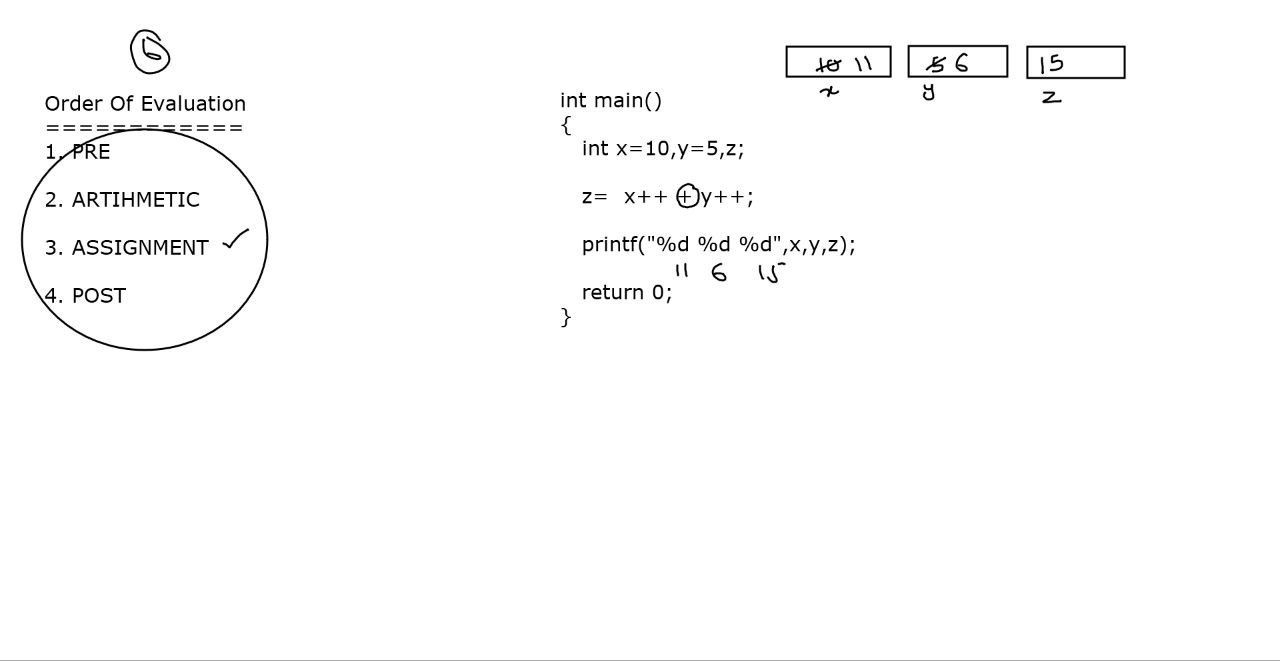 6
Order Of Evaluation
============
1. PRE
2. ARTIHMETIC
3. ASSIGNMENT
4. POST
10 11 5 6 15
x y z
int main()
{
int x=10,y=5,z;
z= x++ + y++;
printf("%d %d %d",x,y,z);
11 6 15
return 0;
}